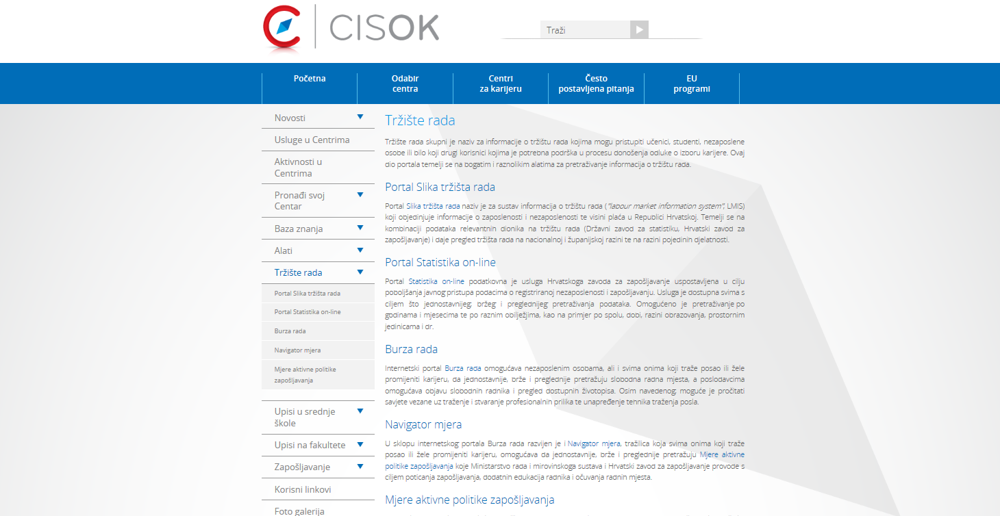 CISOK
Traži
Početna
Odabir
centra
Centri
za karijeru
Često
postavljena pitanja
EU
programi
Novosti
Usluge u Centrima
Aktivnosti u
Centrima
Pronađi svoj
Centar
Baza znanja
Alati
Tržište rada
Portal Slika tržišta rada
Portal Statistika on-line
Burza rada
Navigator mjera
Mjere aktivne politike
zapošljavanja
Upisi u srednje
škole
Upisi na fakultete
Zapošljavanje
Korisni linkovi
Foto galerija
Tržište rada
Tržište rada skupni je naziv za informacije o tržištu rada kojima mogu pristupiti učenici, studenti, nezaposlene
osobe ili bilo koji drugi korisnici kojima je potrebna podrška u procesu donošenja odluke o izboru karijere. Ovaj
dio portala temelji se na bogatim i raznolikim alatima za pretraživanje informacija o tržištu rada.
Portal Slika tržišta rada
Portal Slika tržišta rada naziv je za sustav informacija o tržištu rada ("labour market information system", LMIS)
koji objedinjuje informacije o zaposlenosti i nezaposlenosti te visini plaća u Republici Hrvatskoj. Temelji se na
kombinaciji podataka relevantnih dionika na tržištu rada (Državni zavod za statistiku, Hrvatski zavod za
zapošljavanje) i daje pregled tržišta rada na nacionalnoj i županijskoj razini te na razini pojedinih djelatnosti.
Portal Statistika on-line
Portal Statistika on-line podatkovna je usluga Hrvatskoga zavoda za zapošljavanje uspostavljena u cilju
poboljšanja javnog pristupa podacima o registriranoj nezaposlenosti i zapošljavanju. Usluga je dostupna svima s
ciljem što jednostavnijeg, bržeg i preglednijeg pretraživanja podataka. Omogućeno je pretraživanje po
godinama i mjesecima te po raznim obilježjima, kao na primjer po spolu, dobi, razini obrazovanja, prostornim
jedinicama i dr.
Burza rada
Internetski portal Burza rada omogućava nezaposlenim osobama, ali i svima onima koji traže posao ili žele
promijeniti karijeru, da jednostavnije, brže i preglednije pretražuju slobodna radna mjesta, a poslodavcima
omogućava objavu slobodnih radnika i pregled dostupnih životopisa. Osim navedenog, moguće je pročitati
savjete vezane uz traženje i stvaranje profesionalnih prilika te unapređenje tehnika traženja posla.
Navigator mjera
U sklopu internetskog portala Burza rada razvijen je i Navigator mjera, tražilica koja svima onima koji traže
posao ili žele promijeniti karijeru, omogućava da jednostavnije, brže i preglednije pretražuju Mjere aktivne
politike zapošljavanja koje Ministarstvo rada i mirovinskoga sustava i Hrvatski zavod za zapošljavanje provode s
ciljem poticanja zapošljavanja, dodatnih edukacija radnika i očuvanja radnih mjesta.
Mjere aktivne politike zapošljavanja